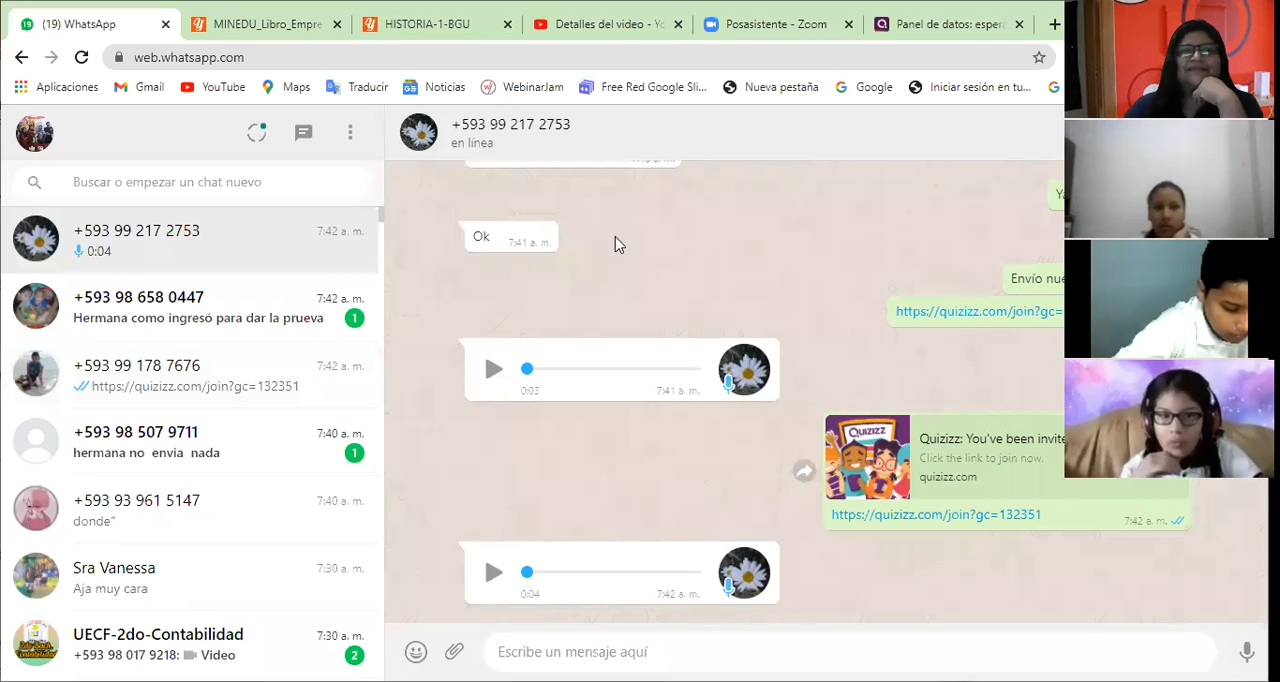 (19) WhatsApp
MINEDU_Libro_Empre
HISTORIA-1-BGU
Detalles del video - Yo
Posasistente - Zoom
Panel de datos: espera
web.whatsapp.com
Aplicaciones
Gmail
YouTube
Maps
Traducir
Noticias
WebinarJam
Free Red Google Sli...
Nueva pestaña
Google
Iniciar sesión en tu...
+593 99 217 2753
en línea
Buscar o empezar un chat nuevo
+593 99 217 2753
7:42 a. m.
0:04
+593 98 658 0447
7:42 a. m.
Hermana como ingresó para dar la prueva
1
+593 99 178 7676
7:42 a. m.
https://quizizz.com/join?gc=132351
+593 98 507 9711
7:40 a. m.
hermana no envia nada
1
+593 93 961 5147
7:40 a. m.
donde"
Sra Vanessa
7:30 a. m.
Aja muy cara
UECF-2do-Contabilidad
7:30 a. m.
+593 98 017 9218: Video
2
Ok
7:41 a. m.
Envío nue
https://quizizz.com/join?gc=
0:03
7:41 a. m.
Quizizz
Quizizz: You've been invite
Click the link to join now.
quizizz.com
https://quizizz.com/join?gc=132351
7:42 a. m.
0:04
7:42 a. m.
Escribe un mensaje aquí